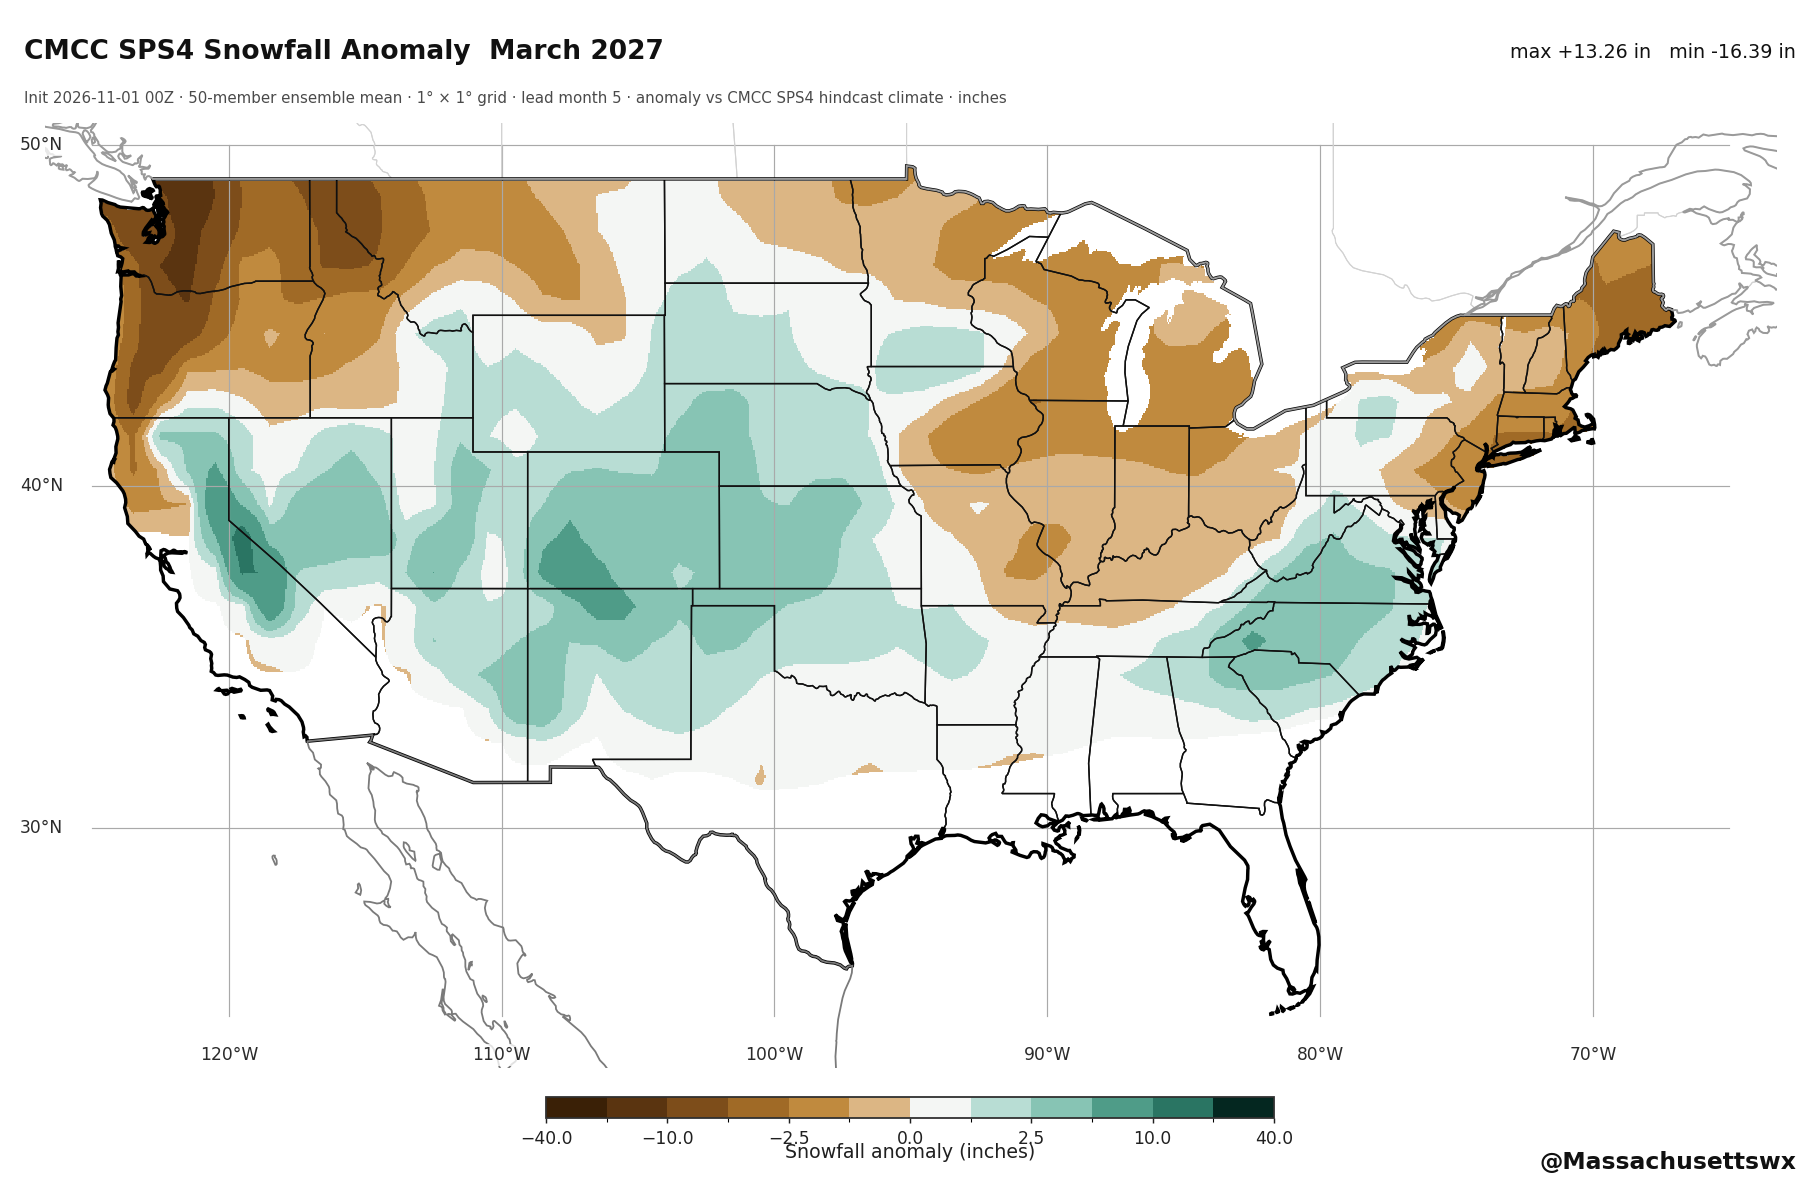 CMCC SPS4 Snowfall Anomaly  March 2027
max +13.26 in   min -16.39 in
Init 2026-11-01 00Z · 50-member ensemble mean · 1° × 1° grid · lead month 5 · anomaly vs CMCC SPS4 hindcast climate · inches
50°N
40°N
30°N
120°W 110°W 100°W 90°W 80°W 70°W
−40.0 −10.0 −2.5 0.0 2.5 10.0 40.0
Snowfall anomaly (inches)
@Massachusettswx